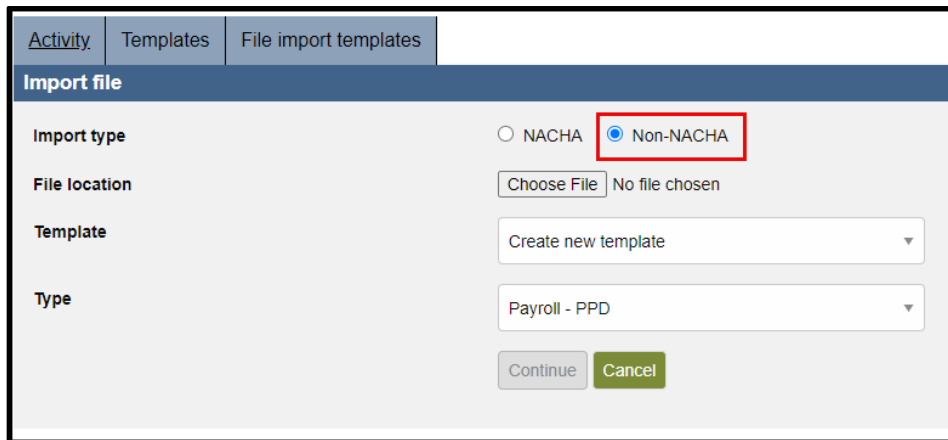 Activity Templates File import templates
Import file
Import type NACHA Non-NACHA
File location Choose File No file chosen
Template Create new template
Type Payroll - PPD
Continue Cancel